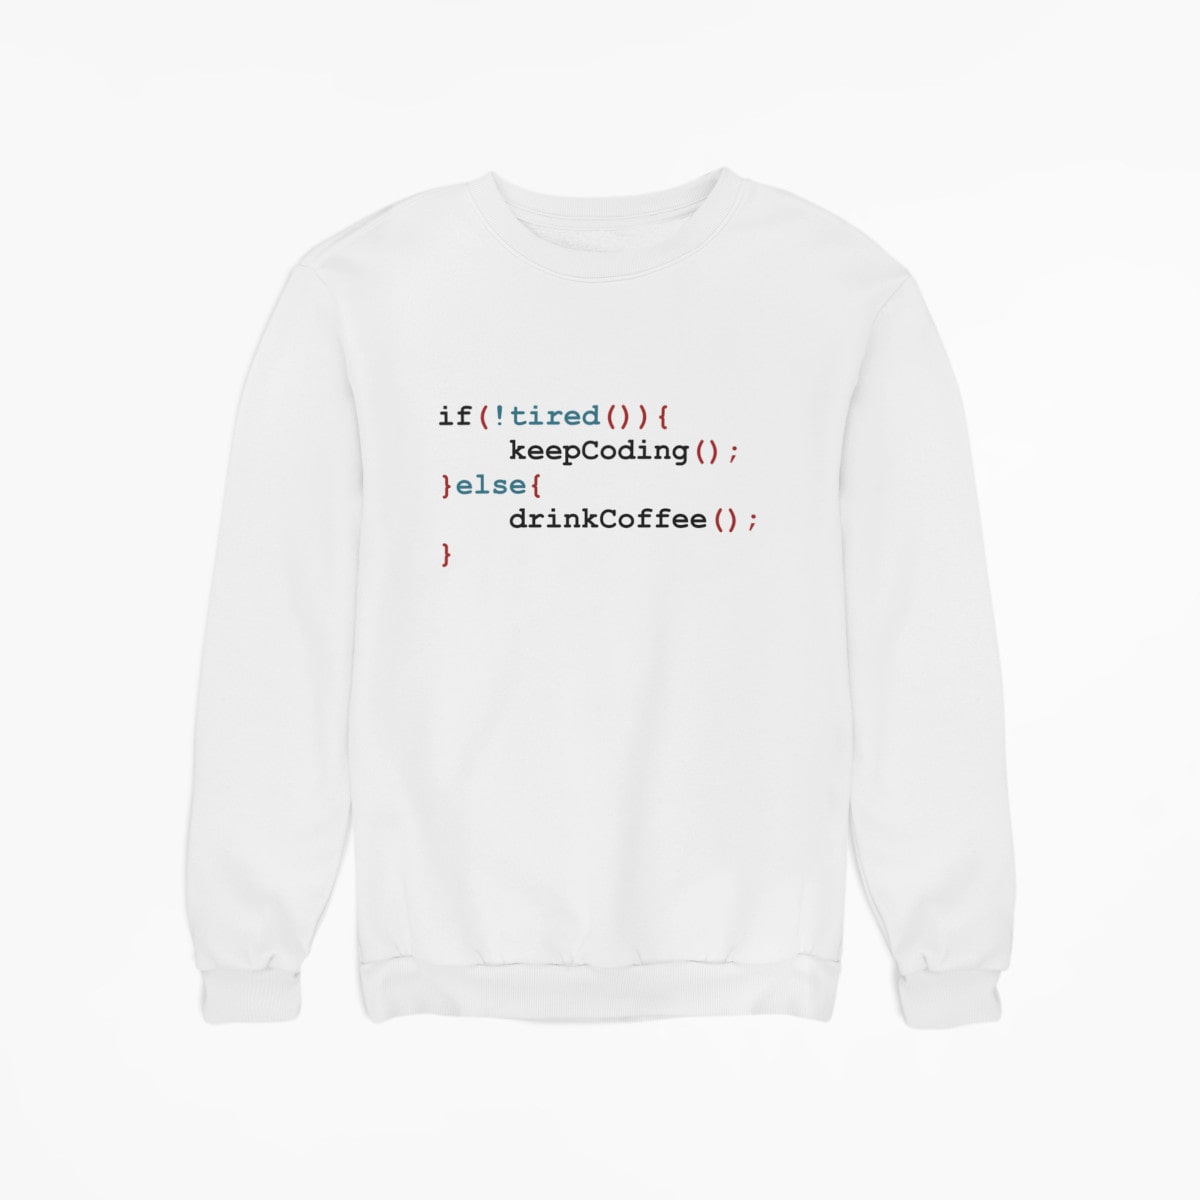 if(!tired()){
    keepCoding();
}else{
    drinkCoffee();
}